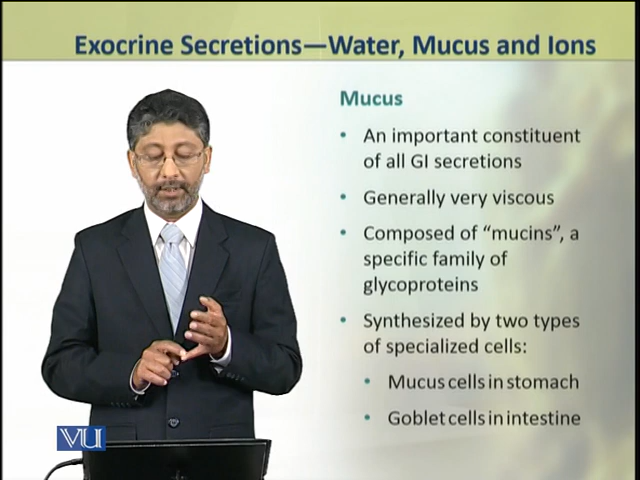 Exocrine Secretions—Water, Mucus and Ions
Mucus
• An important constituent
of all GI secretions
• Generally very viscous
• Composed of “mucins”, a
specific family of
glycoproteins
• Synthesized by two types
of specialized cells:
• Mucus cells in stomach
• Goblet cells in intestine
VU